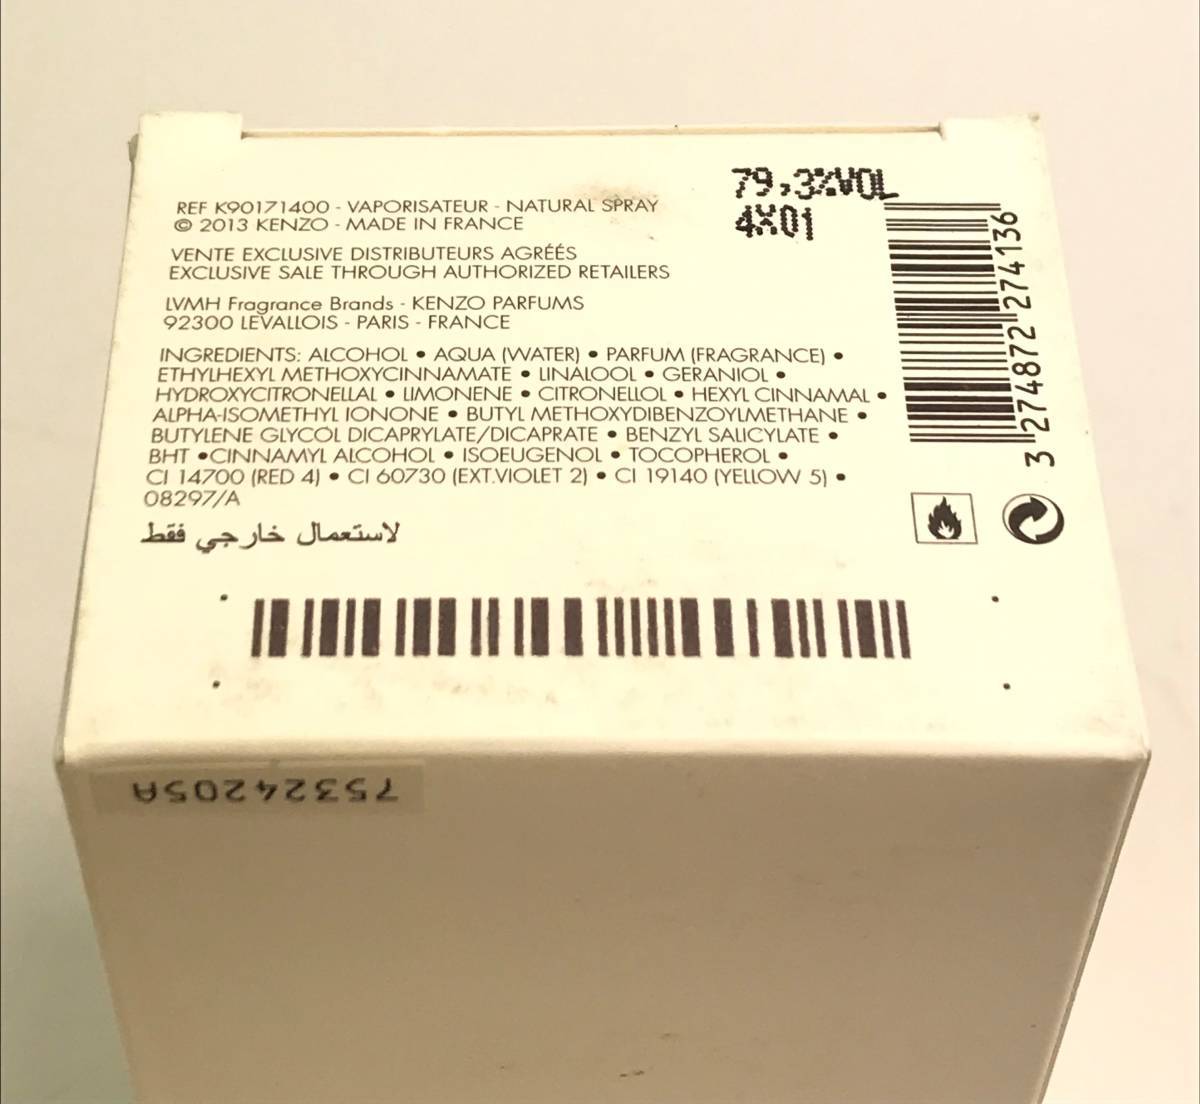 79,3%VOL
4X01
REF K90171400 - VAPORISATEUR - NATURAL SPRAY
© 2013 KENZO - MADE IN FRANCE
VENTE EXCLUSIVE DISTRIBUTEURS AGRÉÉS
EXCLUSIVE SALE THROUGH AUTHORIZED RETAILERS
LVMH Fragrance Brands - KENZO PARFUMS
92300 LEVALLOIS - PARIS - FRANCE
INGREDIENTS: ALCOHOL • AQUA (WATER) • PARFUM (FRAGRANCE) •
ETHYLHEXYL METHOXYCINNAMATE • LINALOOL • GERANIOL •
HYDROXYCITRONELLAL • LIMONENE • CITRONELLOL • HEXYL CINNAMAL •
ALPHA-ISOMETHYL IONONE • BUTYL METHOXYDIBENZOYLMETHANE •
BUTYLENE GLYCOL DICAPRYLATE/DICAPRATE • BENZYL SALICYLATE •
BHT • CINNAMYL ALCOHOL • ISOEUGENOL • TOCOPHEROL •
CI 14700 (RED 4) • CI 60730 (EXT.VIOLET 2) • CI 19140 (YELLOW 5) •
08297/A
لاستعمال خارجي فقط
3 274872 274136
75324205A